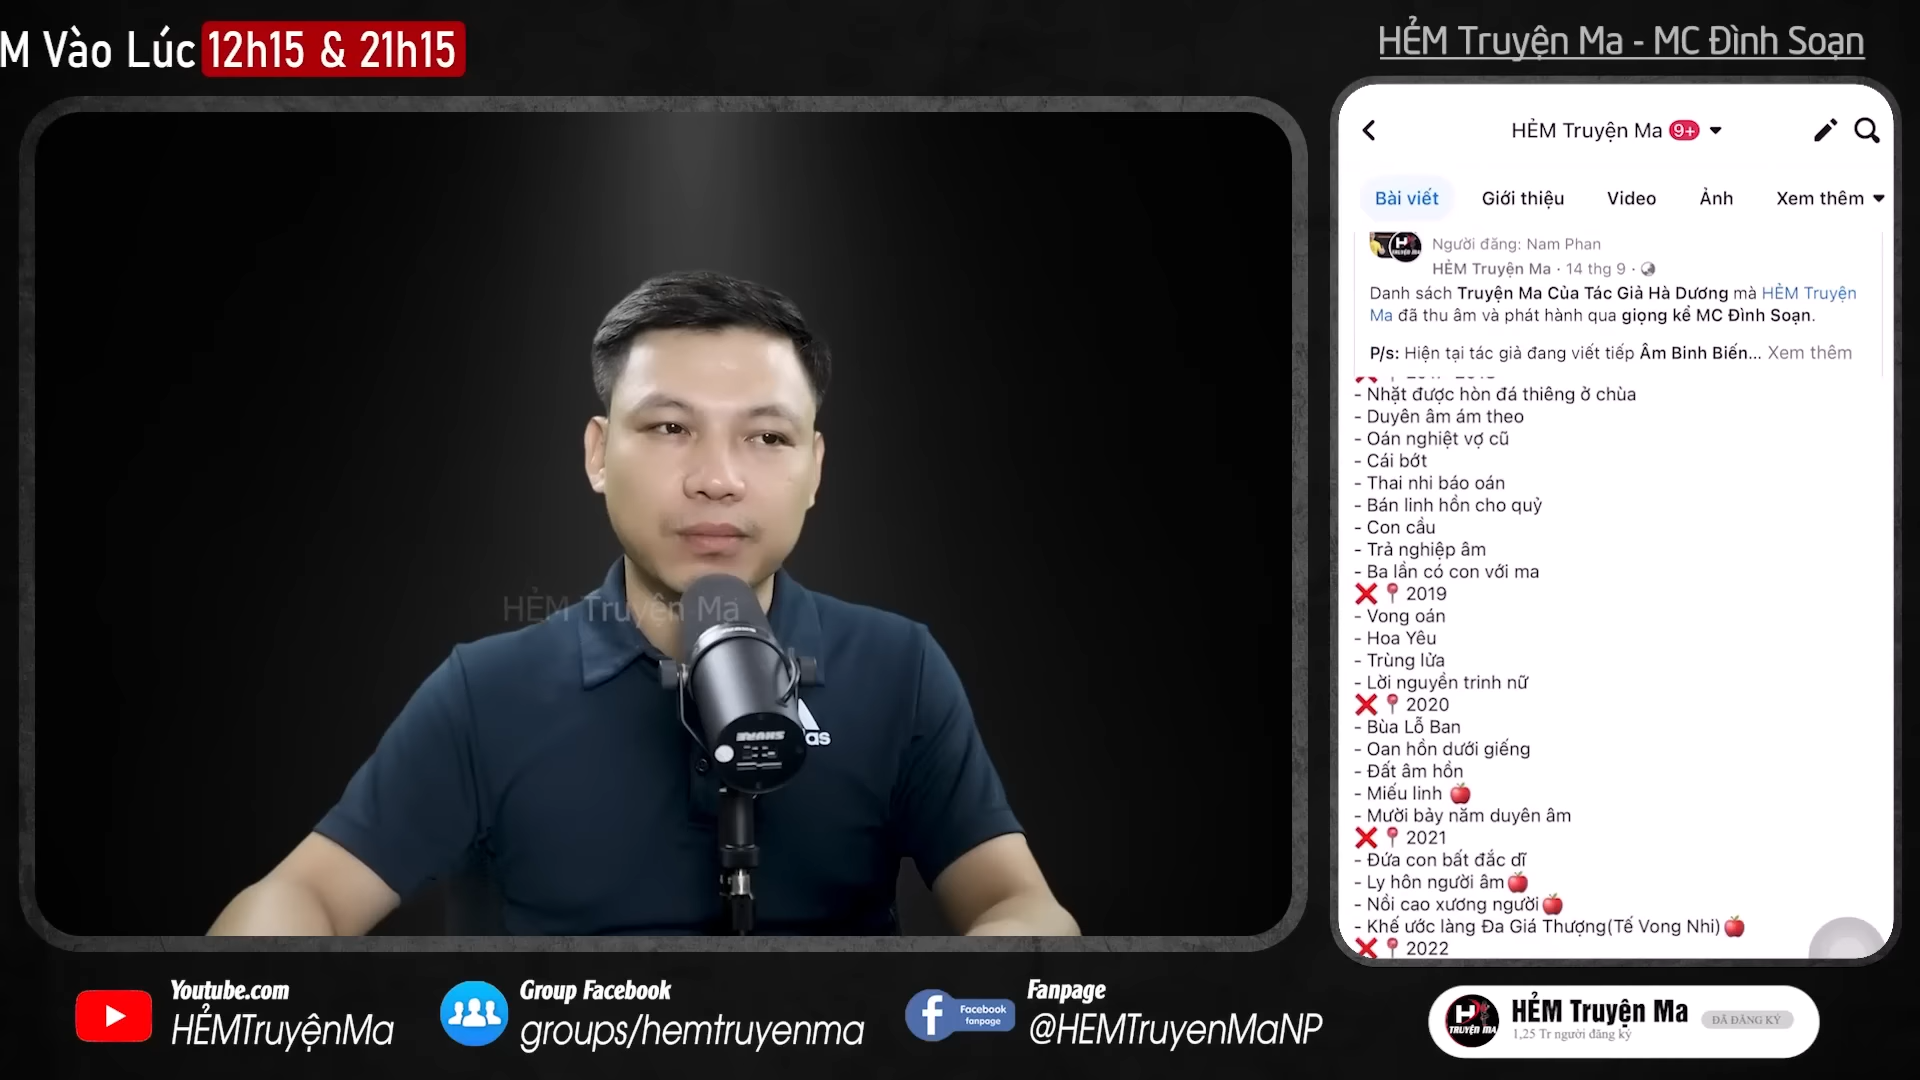 M Vào Lúc 12h15 & 21h15
HẺM Truyện Ma - MC Đình Soạn
HẺM Truyện Ma 9+
Bài viết Giới thiệu Video Ảnh Xem thêm
Người đăng: Nam Phan
HẺM Truyện Ma · 14 thg 9 ·
Danh sách Truyện Ma Của Tác Giả Hà Dương mà HẺM Truyện
Ma đã thu âm và phát hành qua giọng kể MC Đình Soạn.
P/s: Hiện tại tác giả đang viết tiếp Âm Binh Biến... Xem thêm
- Nhặt được hòn đá thiêng ở chùa
- Duyên âm ám theo
- Oán nghiệt vợ cũ
- Cái bớt
- Thai nhi báo oán
- Bán linh hồn cho quỷ
- Con cầu
- Trả nghiệp âm
- Ba lần có con với ma
❌📍2019
- Vong oán
- Hoa Yêu
- Trùng lửa
- Lời nguyền trinh nữ
❌📍2020
- Bùa Lỗ Ban
- Oan hồn dưới giếng
- Đất âm hồn
- Miếu linh 🍎
- Mười bảy năm duyên âm
❌📍2021
- Đứa con bất đắc dĩ
- Ly hôn người âm🍎
- Nồi cao xương người🍎
- Khế ước làng Đa Giá Thượng(Tế Vong Nhi)🍎
❌📍2022
HẺM Truyện Ma
SHURE
as
Youtube.com
HẺMTruyệnMa
Group Facebook
groups/hemtruyenma
Facebook
fanpage
Fanpage
@HEMTruyenMaNP
H
TRUYỆN MA
HẺM Truyện Ma
1,25 Tr người đăng ký
ĐÃ ĐĂNG KÝ